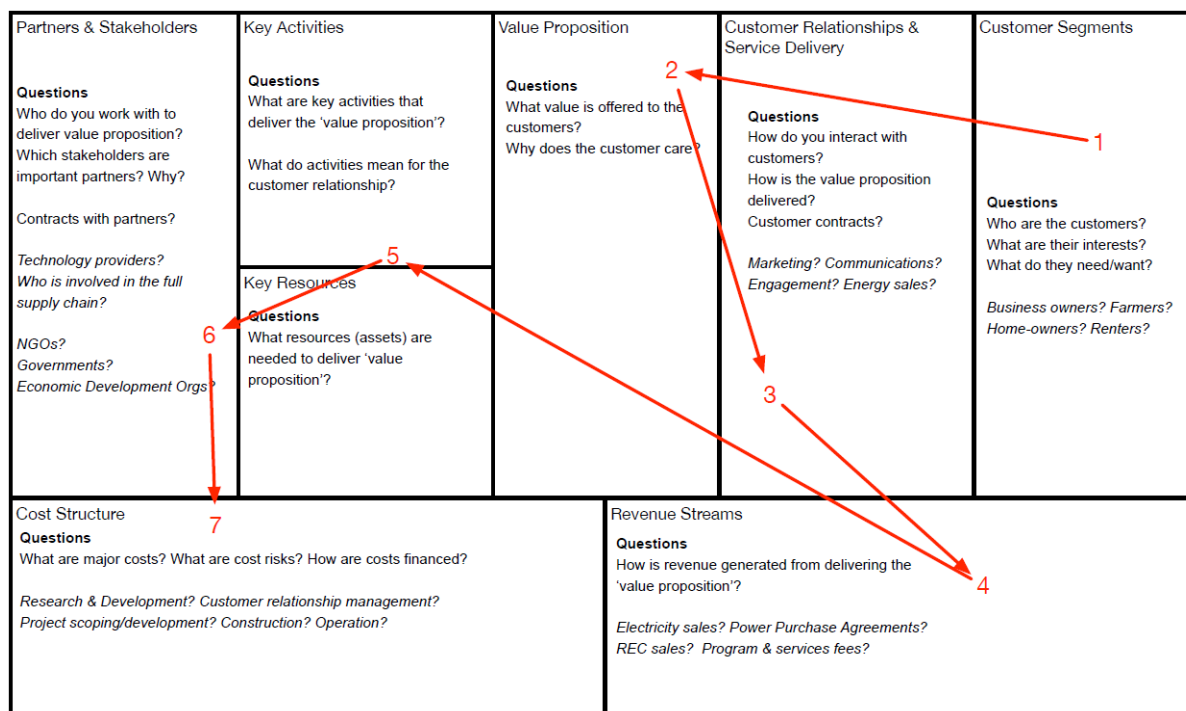 Partners & Stakeholders
Questions
Who do you work with to
deliver value proposition?
Which stakeholders are
important partners? Why?
Contracts with partners?
Technology providers?
Who is involved in the full
supply chain?
NGOs?
Governments?
Economic Development Orgs?
6
Key Activities
Questions
What are key activities that
deliver the ‘value proposition’?
What do activities mean for the
customer relationship?
5
Key Resources
Questions
What resources (assets) are
needed to deliver ‘value
proposition’?
Value Proposition
2
Questions
What value is offered to the
customers?
Why does the customer care?
Customer Relationships &
Service Delivery
Questions
How do you interact with
customers?
How is the value proposition
delivered?
Customer contracts?
Marketing? Communications?
Engagement? Energy sales?
3
Customer Segments
1
Questions
Who are the customers?
What are their interests?
What do they need/want?
Business owners? Farmers?
Home-owners? Renters?
Cost Structure
7
Questions
What are major costs? What are cost risks? How are costs financed?
Research & Development? Customer relationship management?
Project scoping/development? Construction? Operation?
Revenue Streams
Questions
How is revenue generated from delivering the
‘value proposition’?
4
Electricity sales? Power Purchase Agreements?
REC sales? Program & services fees?